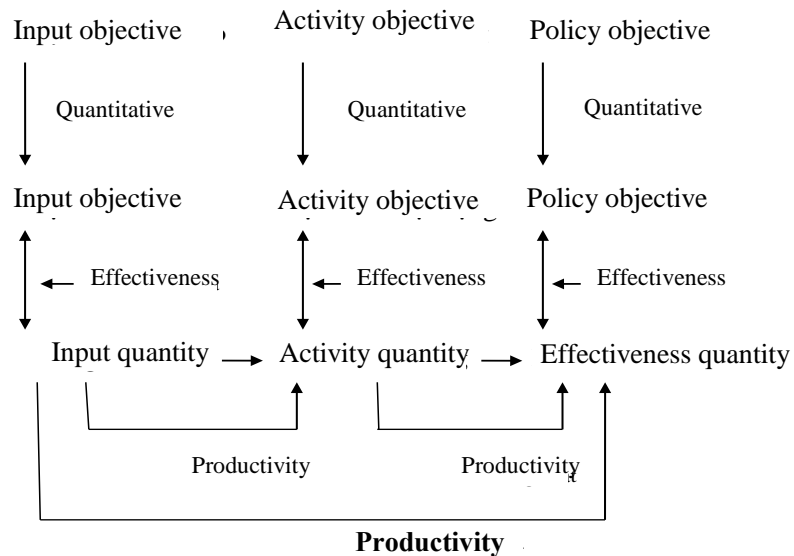 Input objective Activity objective Policy objective
Quantitative Quantitative Quantitative
Input objective Activity objective Policy objective
Effectiveness Effectiveness Effectiveness
Input quantity Activity quantity Effectiveness quantity
Productivity Productivity
Productivity